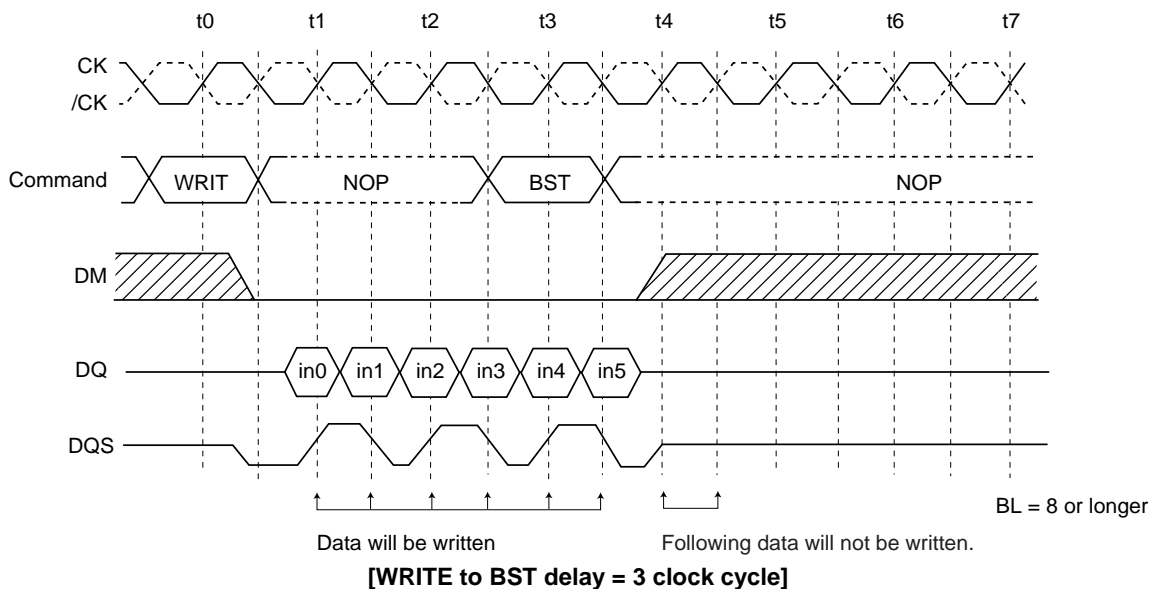 t0 t1 t2 t3 t4 t5 t6 t7
CK
/CK
Command WRIT NOP BST NOP
DM
DQ in0 in1 in2 in3 in4 in5
DQS
BL = 8 or longer
Data will be written Following data will not be written.
[WRITE to BST delay = 3 clock cycle]